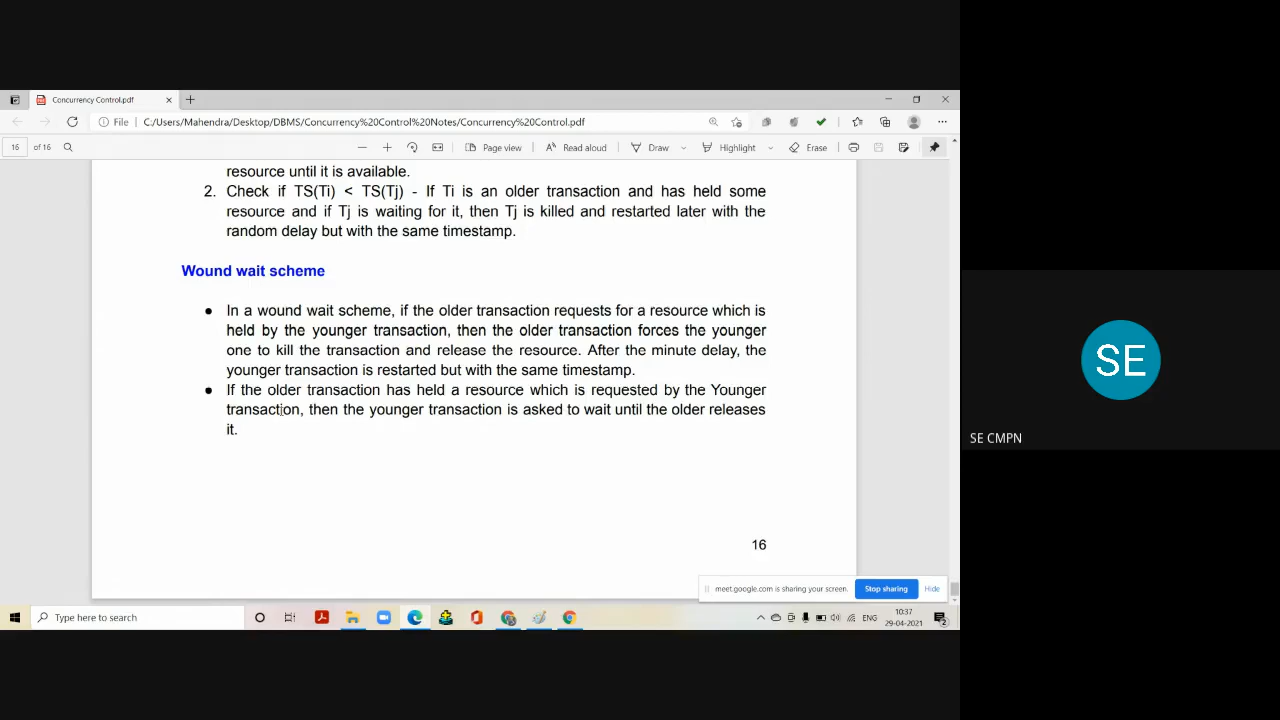 Concurrency Control.pdf
File
C:/Users/Mahendra/Desktop/DBMS/Concurrency%20Control%20Notes/Concurrency%20Control.pdf
16 of 16
Page view
Read aloud
Draw
Highlight
Erase
resource until it is available.
2. Check if TS(Ti) < TS(Tj) - If Ti is an older transaction and has held some
resource and if Tj is waiting for it, then Tj is killed and restarted later with the
random delay but with the same timestamp.
Wound wait scheme
● In a wound wait scheme, if the older transaction requests for a resource which is
held by the younger transaction, then the older transaction forces the younger
one to kill the transaction and release the resource. After the minute delay, the
younger transaction is restarted but with the same timestamp.
● If the older transaction has held a resource which is requested by the Younger
transaction, then the younger transaction is asked to wait until the older releases
it.
16
meet.google.com is sharing your screen.
Stop sharing
Hide
Type here to search
ENG
10:37
29-04-2021
2
SE
SE CMPN